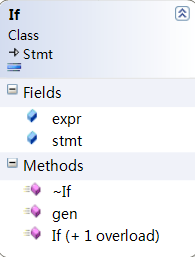 If
Class
Stmt
Fields
expr
stmt
Methods
~If
gen
If (+ 1 overload)